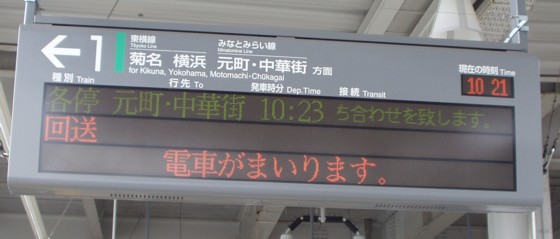 ← 1 東横線 みなとみらい線
Toyoko Line Minatomirai Line
菊名 横浜 元町・中華街 方面
for Kikuna, Yokohama, Motomachi-Chūkagai
現在の時刻 Time
種別 Train 行先 To 発車時分 Dep.Time 接続 Transit
10 21
各停 元町・中華街 10:23 ち合わせを致します。
回送
電車がまいります。